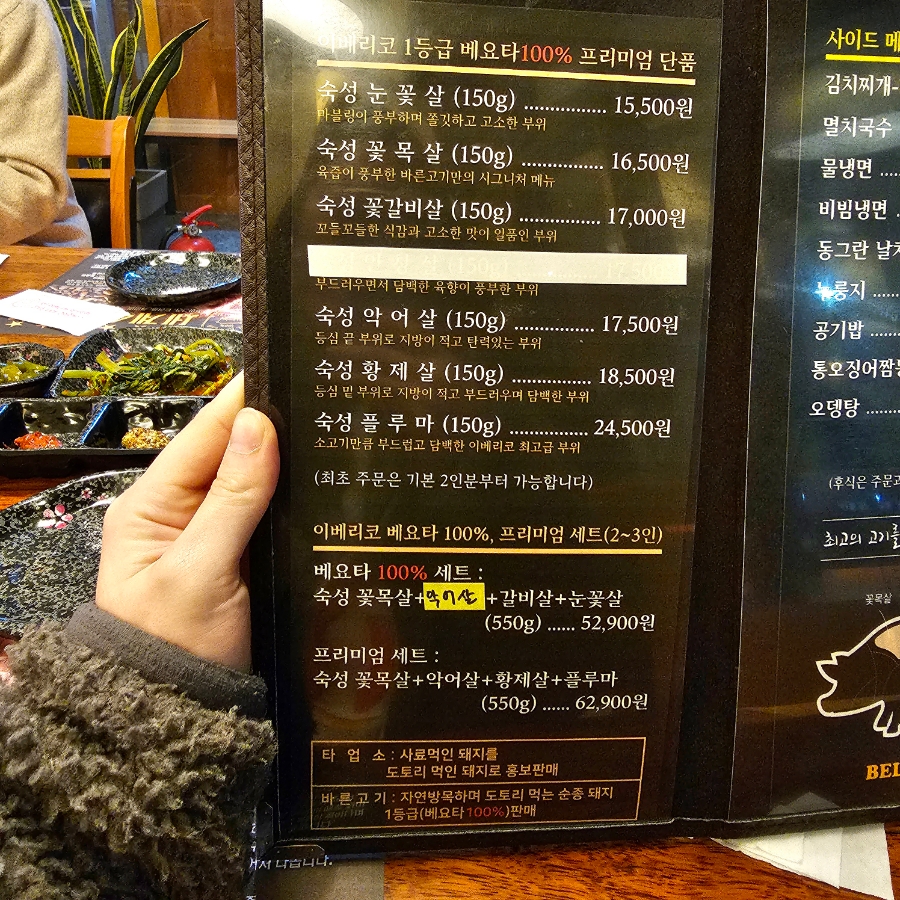 이베리코 1등급 베요타100% 프리미엄 단품
숙성 눈 꽃 살 (150g) .................. 15,500원
마블링이 풍부하며 쫄깃하고 고소한 부위
숙성 꽃 목 살 (150g) .................. 16,500원
육즙이 풍부한 바른고기만의 시그니처 메뉴
숙성 꽃갈비살 (150g) .................. 17,000원
꼬들꼬들한 식감과 고소한 맛이 일품인 부위
부드러우면서 담백한 육향이 풍부한 부위
숙성 악 어 살 (150g) .................. 17,500원
등심 끝 부위로 지방이 적고 탄력있는 부위
숙성 황 제 살 (150g) .................. 18,500원
등심 밑 부위로 지방이 적고 부드러우며 담백한 부위
숙성 플 루 마 (150g) .................. 24,500원
소고기만큼 부드럽고 담백한 이베리코 최고급 부위
(최초 주문은 기본 2인분부터 가능합니다)
이베리코 베요타 100%, 프리미엄 세트(2~3인)
베요타 100% 세트 :
숙성 꽃목살+악어살+갈비살+눈꽃살
(550g) ...... 52,900원
프리미엄 세트 :
숙성 꽃목살+악어살+황제살+플루마
(550g) ...... 62,900원
타 업 소 : 사료먹인 돼지를
도토리 먹인 돼지로 홍보판매
바른고기 : 자연방목하며 도토리 먹는 순종 돼지
1등급(베요타100%)판매
사이드 메
김치찌개-
멸치국수
물냉면 ....
비빔냉면 .
동그란 날치
누룽지 ......
공기밥 ......
통오징어짬
오뎅탕 ........
(후식은 주문
최고의 고기를
꽃목살
BEL